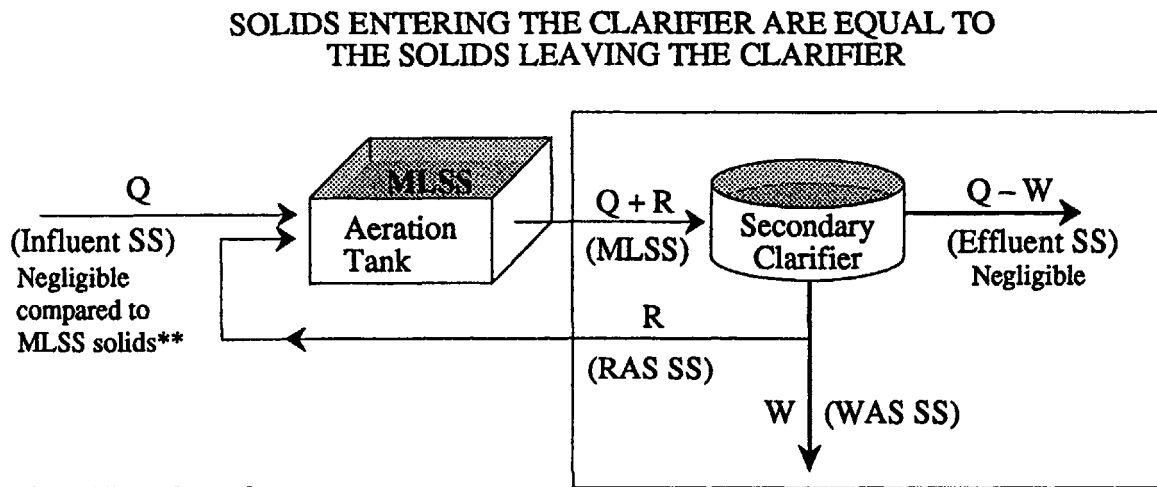 SOLIDS ENTERING THE CLARIFIER ARE EQUAL TO
THE SOLIDS LEAVING THE CLARIFIER
Q
(Influent SS)
Negligible
compared to
MLSS solids**
MLSS
Aeration
Tank
Q + R
(MLSS)
Secondary
Clarifier
Q – W
(Effluent SS)
Negligible
R
(RAS SS)
W (WAS SS)